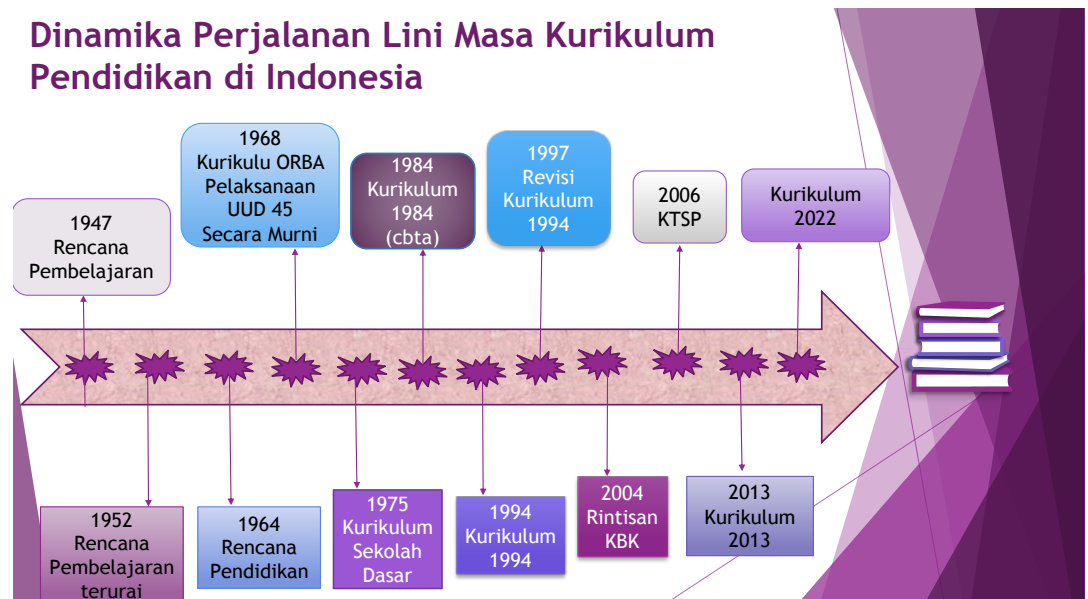 Dinamika Perjalanan Lini Masa Kurikulum
Pendidikan di Indonesia
1947
Rencana
Pembelajaran
1952
Rencana
Pembelajaran
terurai
1964
Rencana
Pendidikan
1968
Kurikulu ORBA
Pelaksanaan
UUD 45
Secara Murni
1975
Kurikulum
Sekolah
Dasar
1984
Kurikulum
1984
(cbta)
1994
Kurikulum
1994
1997
Revisi
Kurikulum
1994
2004
Rintisan
KBK
2006
KTSP
2013
Kurikulum
2013
Kurikulum
2022